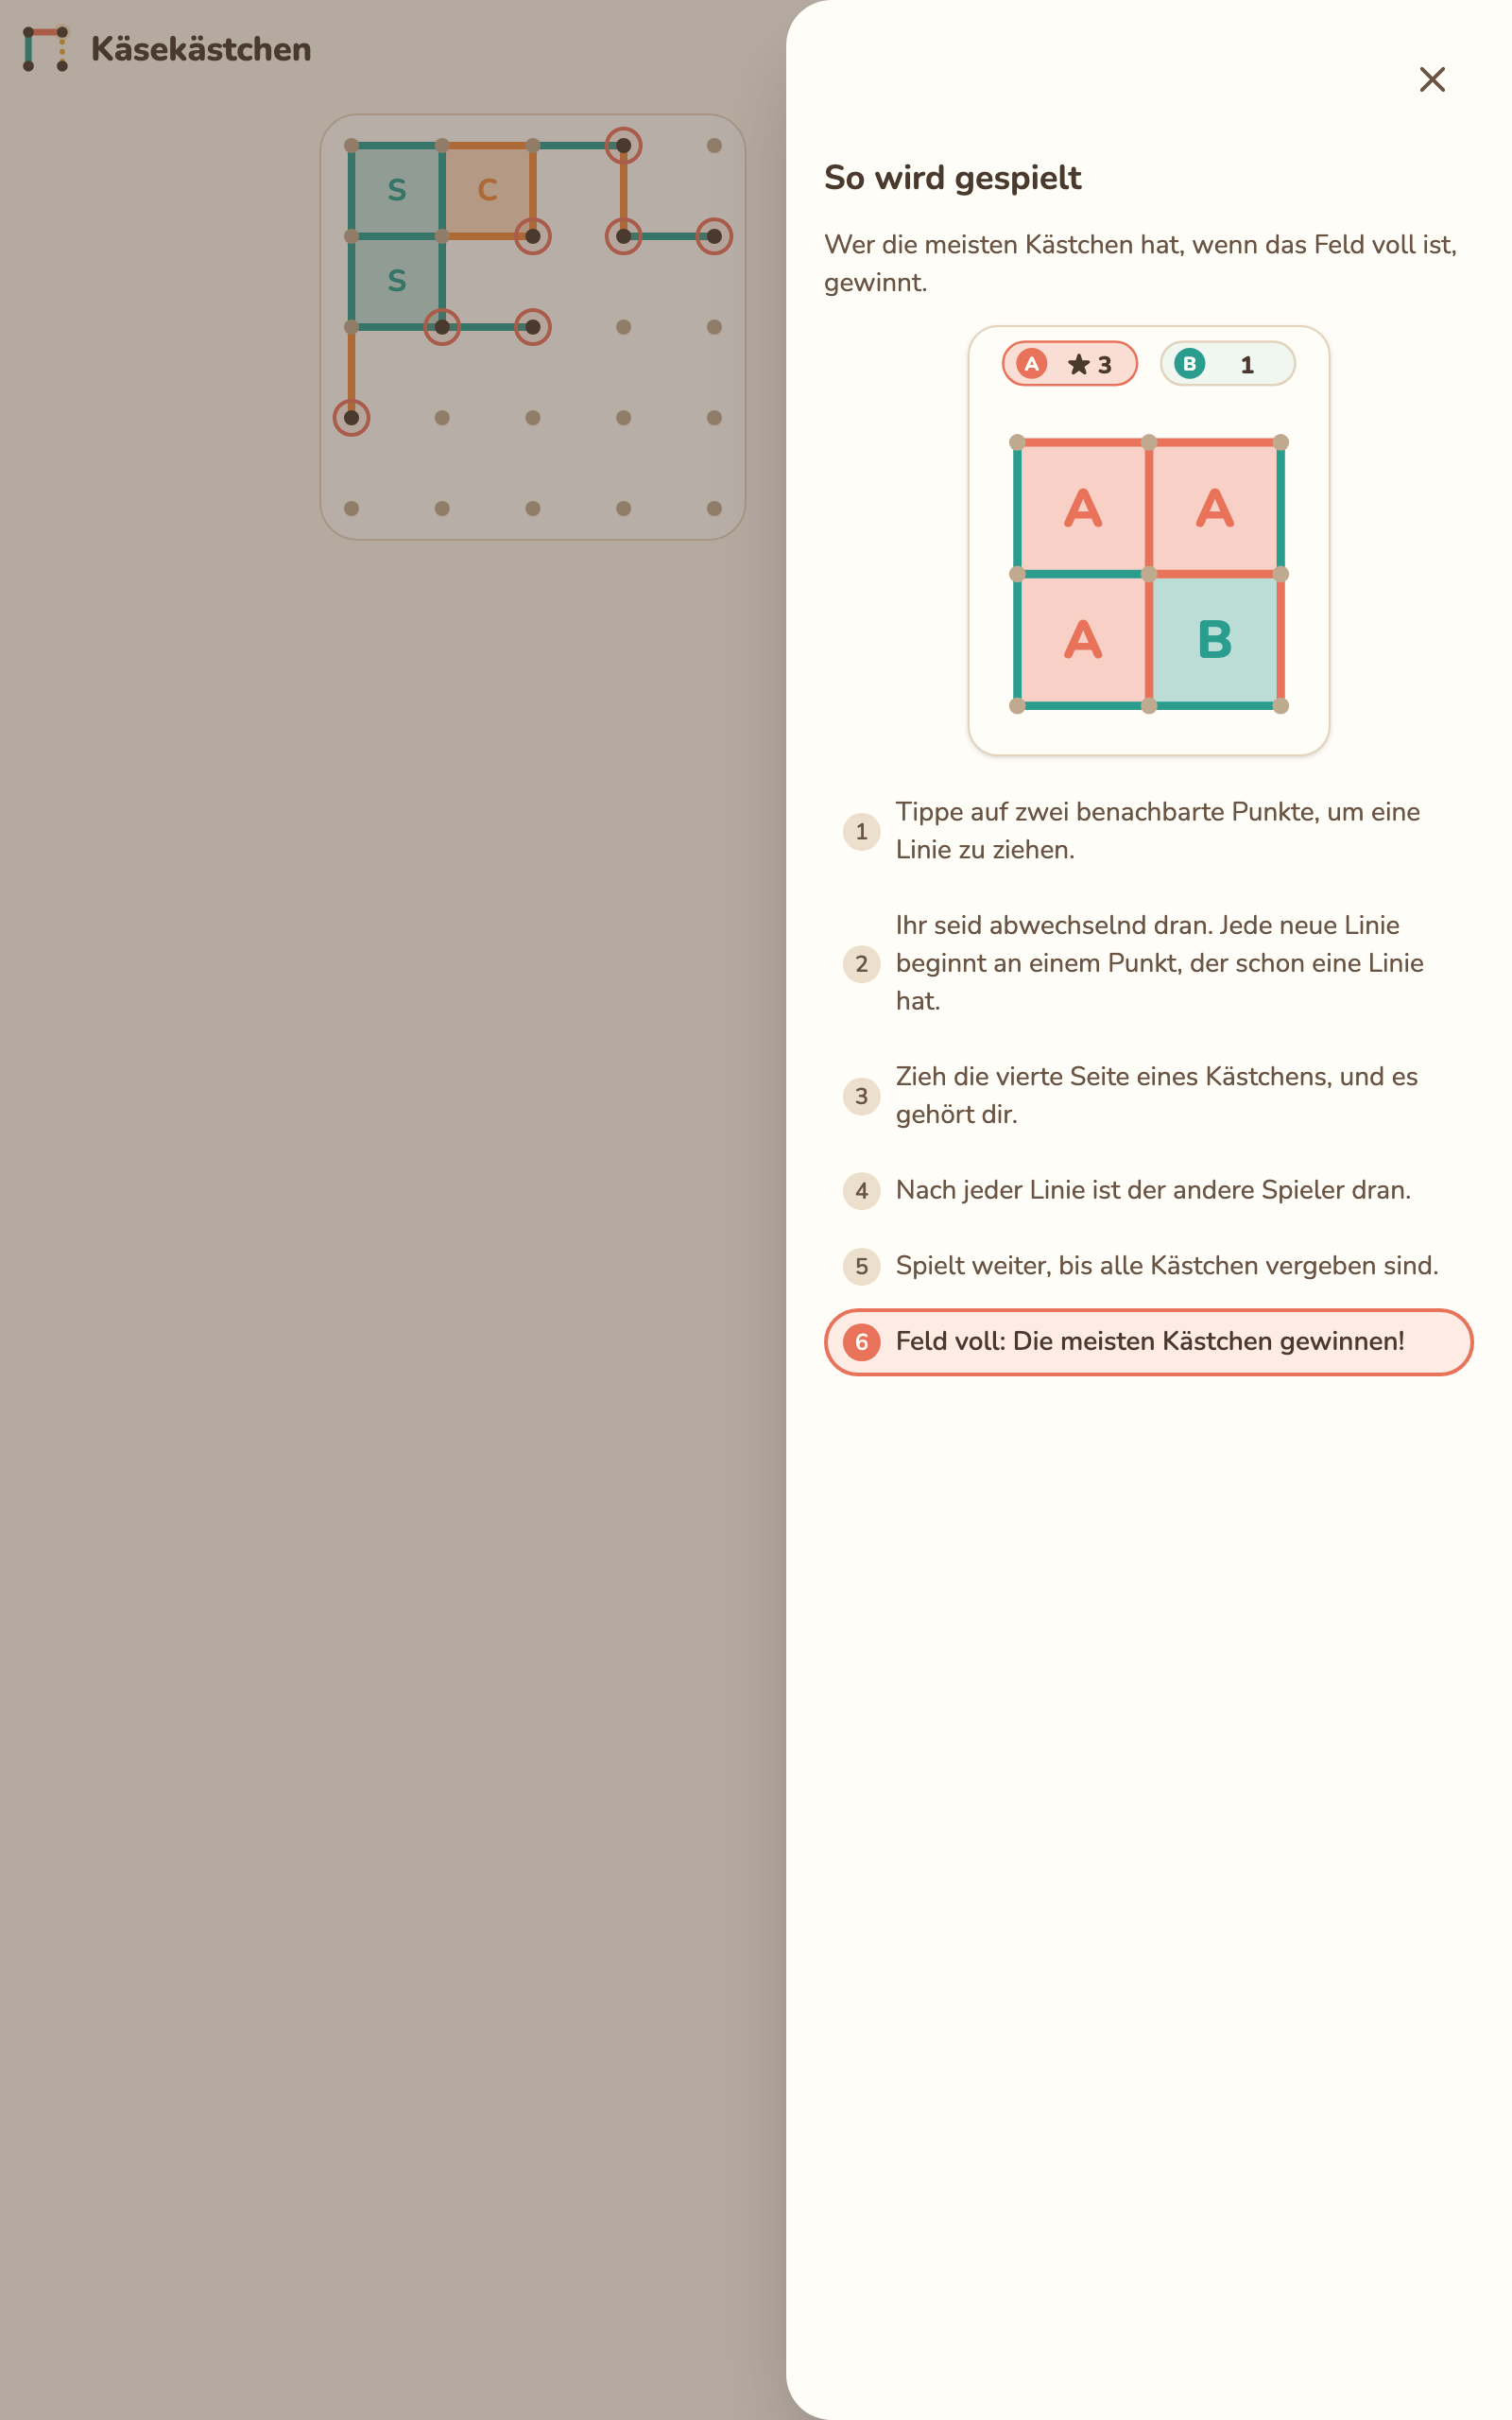 Käsekästchen
S C
S
So wird gespielt
Wer die meisten Kästchen hat, wenn das Feld voll ist,
gewinnt.
A ★ 3 B 1
A A
A B
1 Tippe auf zwei benachbarte Punkte, um eine
Linie zu ziehen.
2 Ihr seid abwechselnd dran. Jede neue Linie
beginnt an einem Punkt, der schon eine Linie
hat.
3 Zieh die vierte Seite eines Kästchens, und es
gehört dir.
4 Nach jeder Linie ist der andere Spieler dran.
5 Spielt weiter, bis alle Kästchen vergeben sind.
6 Feld voll: Die meisten Kästchen gewinnen!